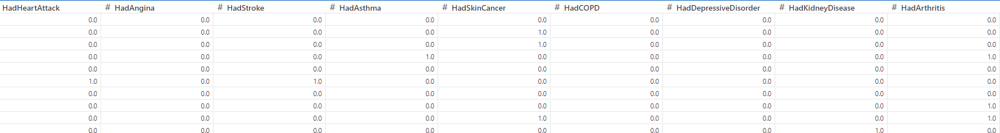 HadHeartAttack # HadAngina # HadStroke # HadAsthma # HadSkinCancer # HadCOPD # HadDepressiveDisorder # HadKidneyDisease # HadArthritis
0.0 0.0 0.0 0.0 0.0 0.0 0.0 0.0 0.0
0.0 0.0 0.0 0.0 1.0 0.0 0.0 0.0 0.0
0.0 0.0 0.0 0.0 1.0 0.0 0.0 0.0 0.0
0.0 0.0 0.0 1.0 0.0 0.0 0.0 0.0 1.0
0.0 0.0 0.0 0.0 0.0 0.0 0.0 0.0 0.0
1.0 0.0 1.0 0.0 0.0 0.0 0.0 0.0 0.0
0.0 0.0 0.0 0.0 0.0 0.0 0.0 0.0 0.0
0.0 0.0 0.0 0.0 0.0 0.0 0.0 0.0 1.0
0.0 0.0 0.0 0.0 1.0 0.0 0.0 0.0 1.0
0.0 0.0 0.0 0.0 0.0 0.0 0.0 1.0 0.0